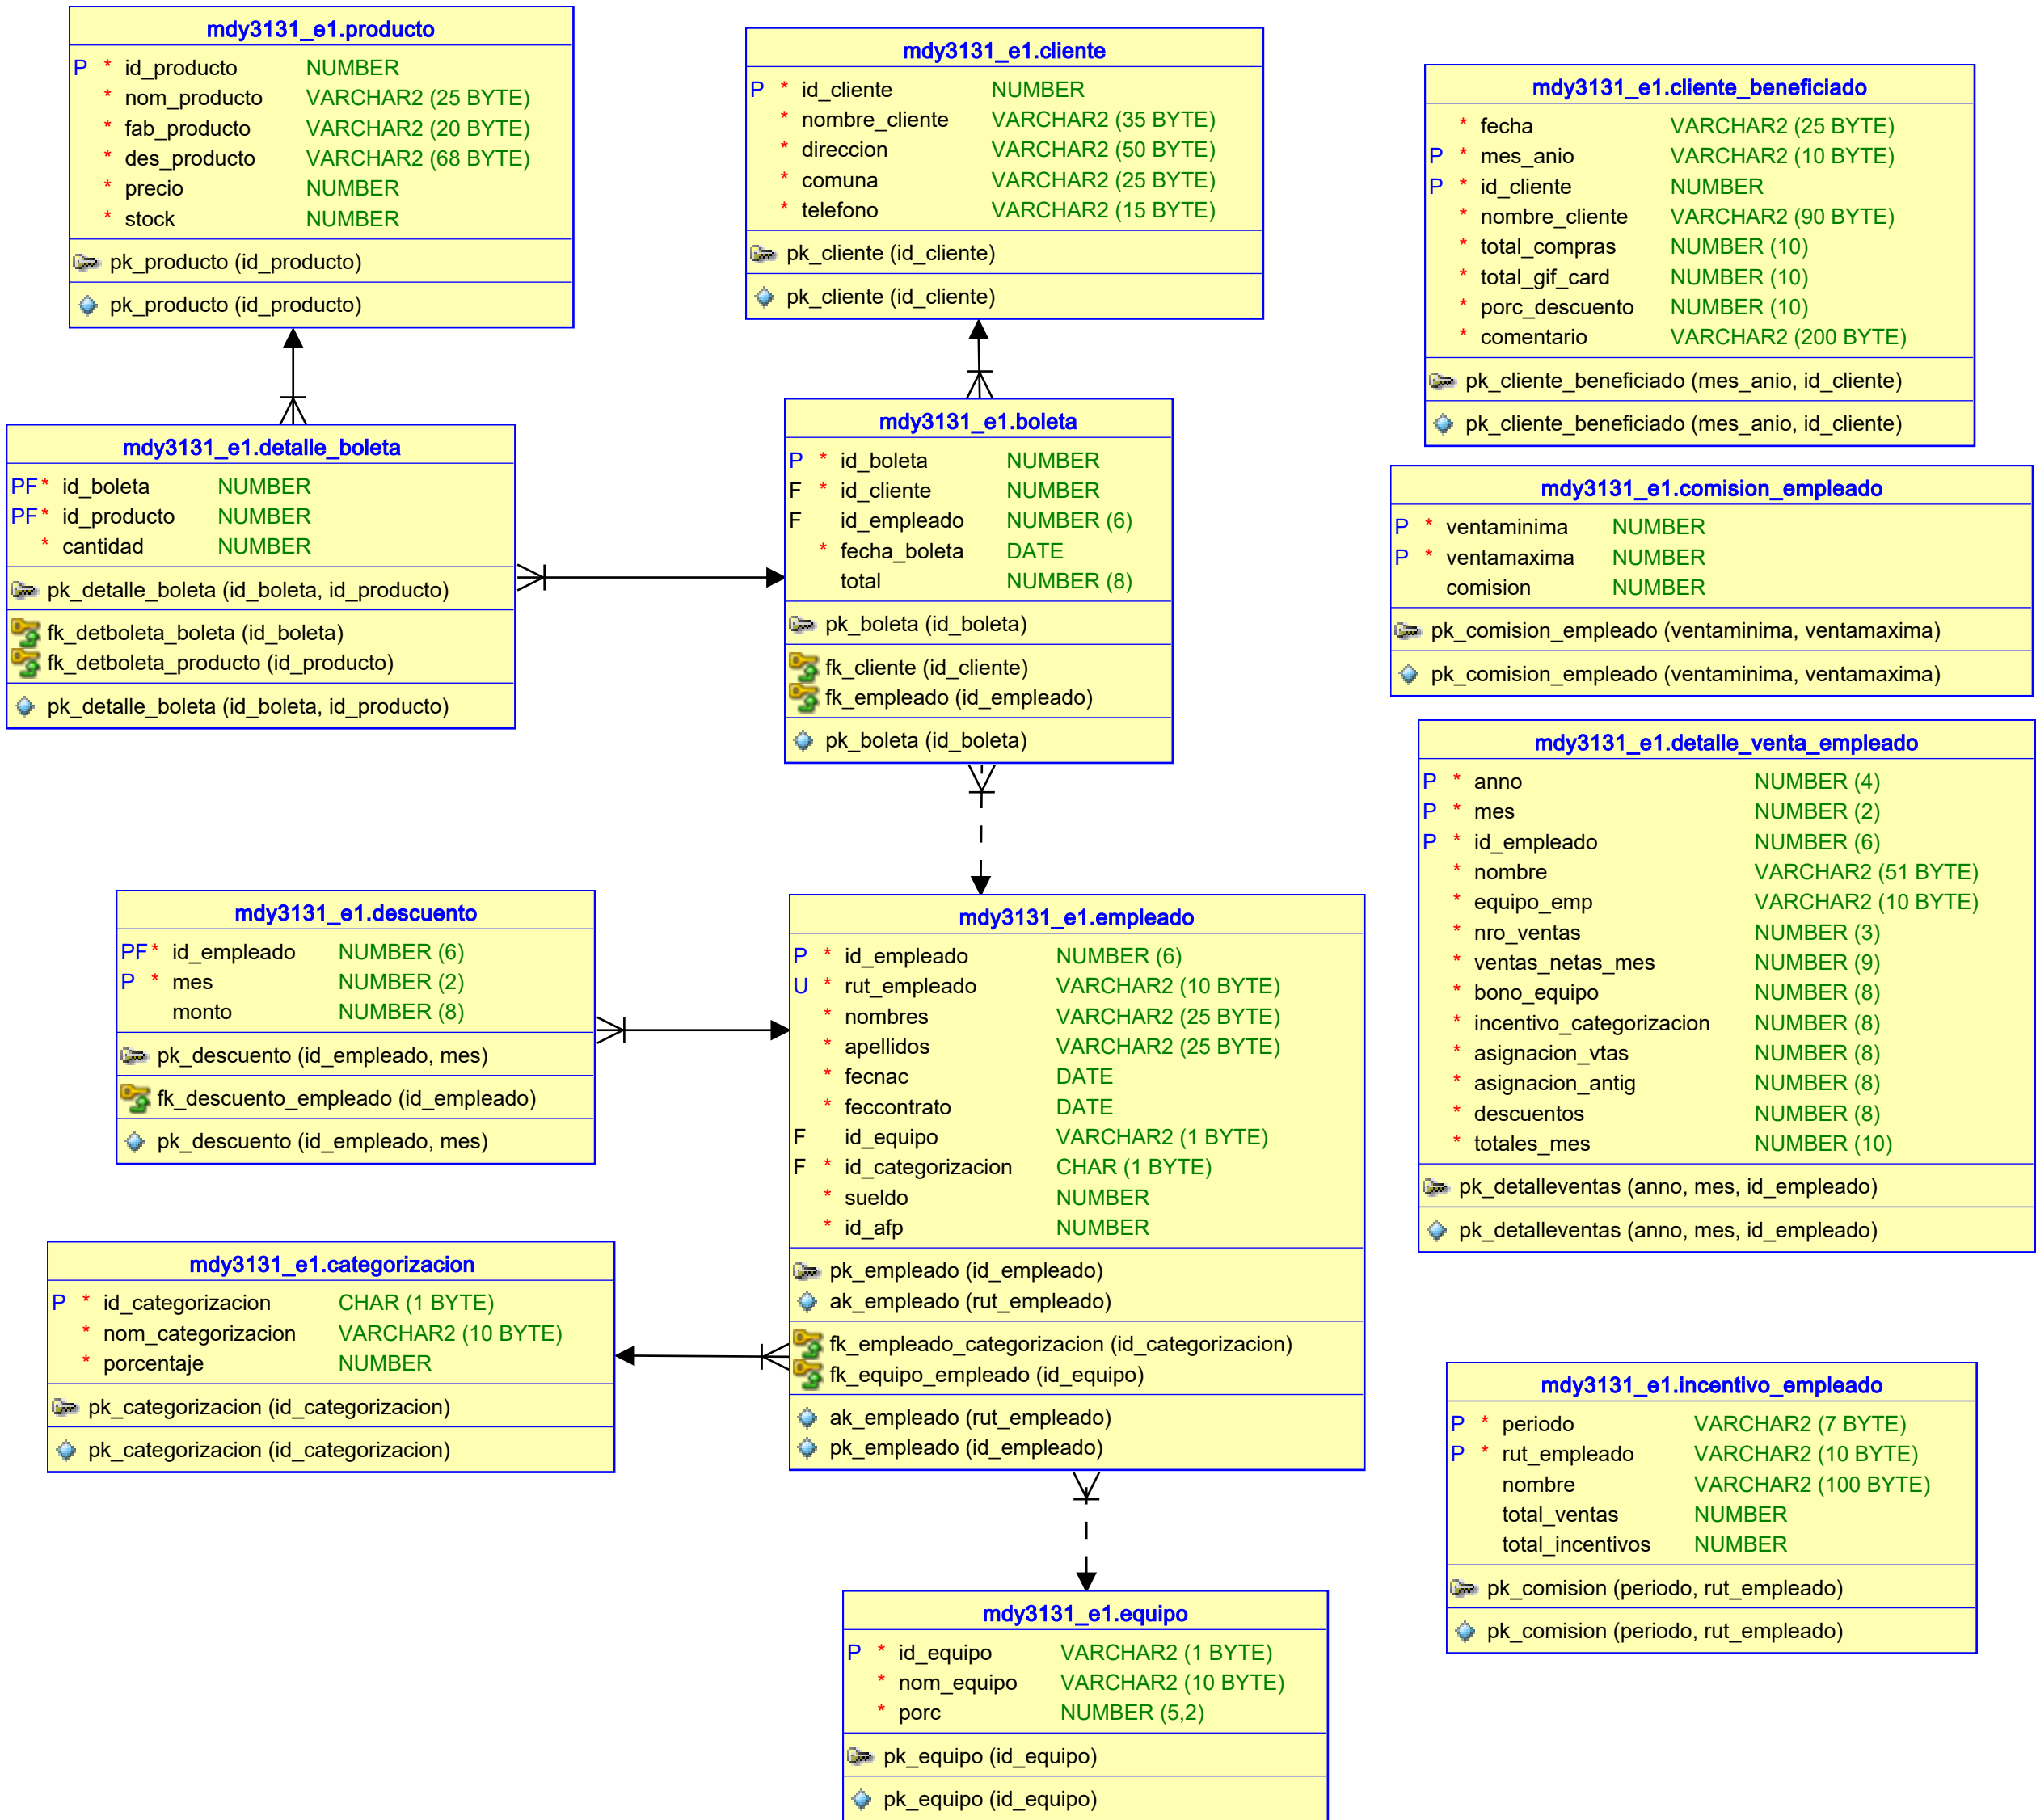 mdy3131_e1.producto
P * id_producto NUMBER
* nom_producto VARCHAR2 (25 BYTE)
* fab_producto VARCHAR2 (20 BYTE)
* des_producto VARCHAR2 (68 BYTE)
* precio NUMBER
* stock NUMBER
pk_producto (id_producto)
pk_producto (id_producto)
mdy3131_e1.cliente
P * id_cliente NUMBER
* nombre_cliente VARCHAR2 (35 BYTE)
* direccion VARCHAR2 (50 BYTE)
* comuna VARCHAR2 (25 BYTE)
* telefono VARCHAR2 (15 BYTE)
pk_cliente (id_cliente)
pk_cliente (id_cliente)
mdy3131_e1.cliente_beneficiado
* fecha VARCHAR2 (25 BYTE)
P * mes_anio VARCHAR2 (10 BYTE)
P * id_cliente NUMBER
* nombre_cliente VARCHAR2 (90 BYTE)
* total_compras NUMBER (10)
* total_gif_card NUMBER (10)
* porc_descuento NUMBER (10)
* comentario VARCHAR2 (200 BYTE)
pk_cliente_beneficiado (mes_anio, id_cliente)
pk_cliente_beneficiado (mes_anio, id_cliente)
mdy3131_e1.detalle_boleta
PF * id_boleta NUMBER
PF * id_producto NUMBER
* cantidad NUMBER
pk_detalle_boleta (id_boleta, id_producto)
fk_detboleta_boleta (id_boleta)
fk_detboleta_producto (id_producto)
pk_detalle_boleta (id_boleta, id_producto)
mdy3131_e1.boleta
P * id_boleta NUMBER
F * id_cliente NUMBER
F id_empleado NUMBER (6)
* fecha_boleta DATE
total NUMBER (8)
pk_boleta (id_boleta)
fk_cliente (id_cliente)
fk_empleado (id_empleado)
pk_boleta (id_boleta)
mdy3131_e1.comision_empleado
P * ventaminima NUMBER
P * ventamaxima NUMBER
comision NUMBER
pk_comision_empleado (ventaminima, ventamaxima)
pk_comision_empleado (ventaminima, ventamaxima)
mdy3131_e1.detalle_venta_empleado
P * anno NUMBER (4)
P * mes NUMBER (2)
P * id_empleado NUMBER (6)
* nombre VARCHAR2 (51 BYTE)
* equipo_emp VARCHAR2 (10 BYTE)
* nro_ventas NUMBER (3)
* ventas_netas_mes NUMBER (9)
* bono_equipo NUMBER (8)
* incentivo_categorizacion NUMBER (8)
* asignacion_vtas NUMBER (8)
* asignacion_antig NUMBER (8)
* descuentos NUMBER (8)
* totales_mes NUMBER (10)
pk_detalleventas (anno, mes, id_empleado)
pk_detalleventas (anno, mes, id_empleado)
mdy3131_e1.descuento
PF * id_empleado NUMBER (6)
P * mes NUMBER (2)
monto NUMBER (8)
pk_descuento (id_empleado, mes)
fk_descuento_empleado (id_empleado)
pk_descuento (id_empleado, mes)
mdy3131_e1.empleado
P * id_empleado NUMBER (6)
U * rut_empleado VARCHAR2 (10 BYTE)
* nombres VARCHAR2 (25 BYTE)
* apellidos VARCHAR2 (25 BYTE)
* fecnac DATE
* feccontrato DATE
F id_equipo VARCHAR2 (1 BYTE)
F * id_categorizacion CHAR (1 BYTE)
* sueldo NUMBER
* id_afp NUMBER
pk_empleado (id_empleado)
ak_empleado (rut_empleado)
fk_empleado_categorizacion (id_categorizacion)
fk_equipo_empleado (id_equipo)
ak_empleado (rut_empleado)
pk_empleado (id_empleado)
mdy3131_e1.categorizacion
P * id_categorizacion CHAR (1 BYTE)
* nom_categorizacion VARCHAR2 (10 BYTE)
* porcentaje NUMBER
pk_categorizacion (id_categorizacion)
pk_categorizacion (id_categorizacion)
mdy3131_e1.incentivo_empleado
P * periodo VARCHAR2 (7 BYTE)
P * rut_empleado VARCHAR2 (10 BYTE)
nombre VARCHAR2 (100 BYTE)
total_ventas NUMBER
total_incentivos NUMBER
pk_comision (periodo, rut_empleado)
pk_comision (periodo, rut_empleado)
mdy3131_e1.equipo
P * id_equipo VARCHAR2 (1 BYTE)
* nom_equipo VARCHAR2 (10 BYTE)
* porc NUMBER (5,2)
pk_equipo (id_equipo)
pk_equipo (id_equipo)